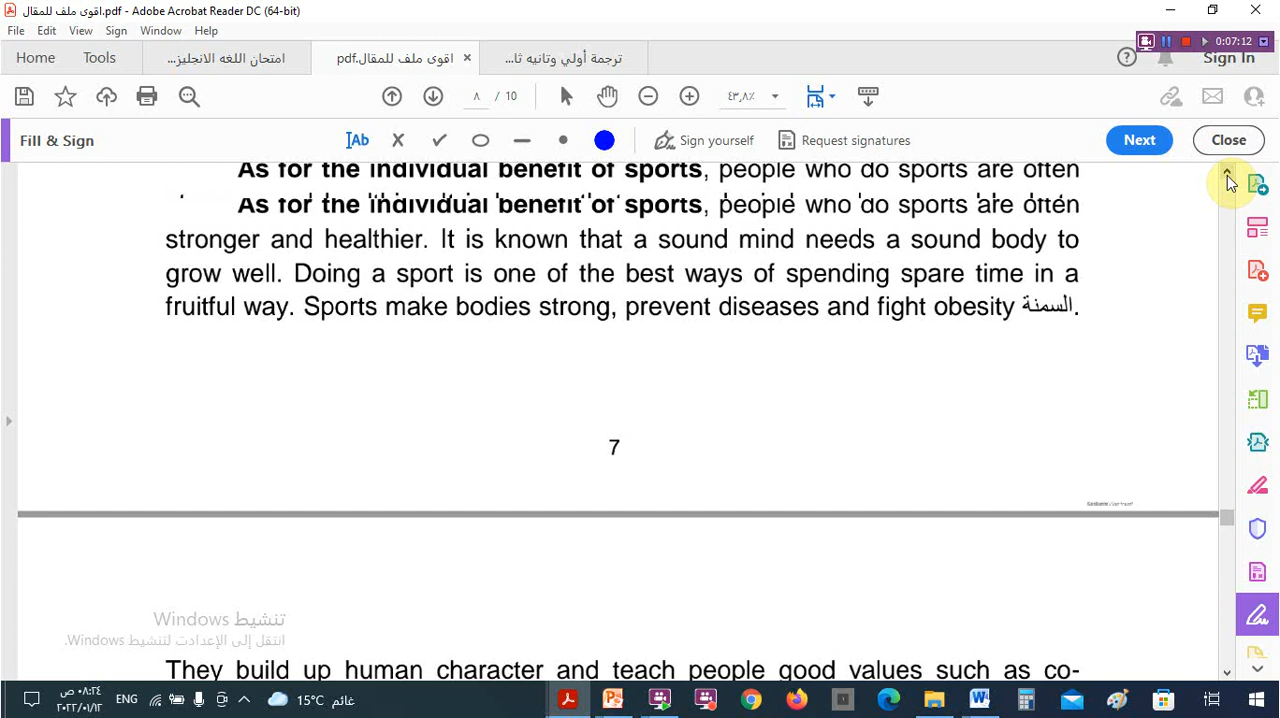 اقوى ملف للمقال.pdf - Adobe Acrobat Reader DC (64-bit)
File Edit View Sign Window Help
00:07:12
Home Tools امتحان اللغه الانجليز... اقوى ملف للمقال.pdf × ترجمة أولي وتانيه ثا... Sign In
٨ / 10 ٤٣,٨٪
Fill & Sign Ab Sign yourself Request signatures Next Close
As for the individual benefit of sports, people who do sports are often
As for the individual benefit of sports, people who do sports are often
stronger and healthier. It is known that a sound mind needs a sound body to
grow well. Doing a sport is one of the best ways of spending spare time in a
fruitful way. Sports make bodies strong, prevent diseases and fight obesity السمنة.
7
تنشيط Windows
انتقل إلى الإعدادات لتنشيط Windows.
They build up human character and teach people good values such as co-
٠٨:٢٤ ص
٢٠٢٢/٠١/١٢
ENG
15°C غائم